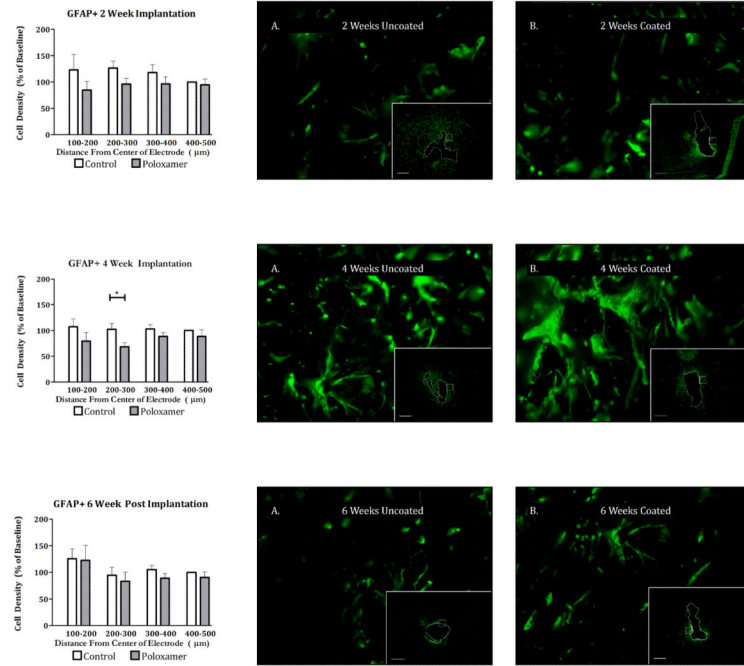 GFAP+ 2 Week Implantation
Cell Density (% of Baseline)
200
150
100
50
0
100-200 200-300 300-400 400-500
Distance From Center of Electrode ( µm)
Control Poloxamer
A. 2 Weeks Uncoated
B. 2 Weeks Coated
GFAP+ 4 Week Implantation
Cell Density (% of Baseline)
200
150
100
50
0
*
100-200 200-300 300-400 400-500
Distance From Center of Electrode ( µm)
Control Poloxamer
A. 4 Weeks Uncoated
B. 4 Weeks Coated
GFAP+ 6 Week Post Implantation
Cell Density (% of Baseline)
200
150
100
50
0
100-200 200-300 300-400 400-500
Distance From Center of Electrode ( µm)
Control Poloxamer
A. 6 Weeks Uncoated
B. 6 Weeks Coated